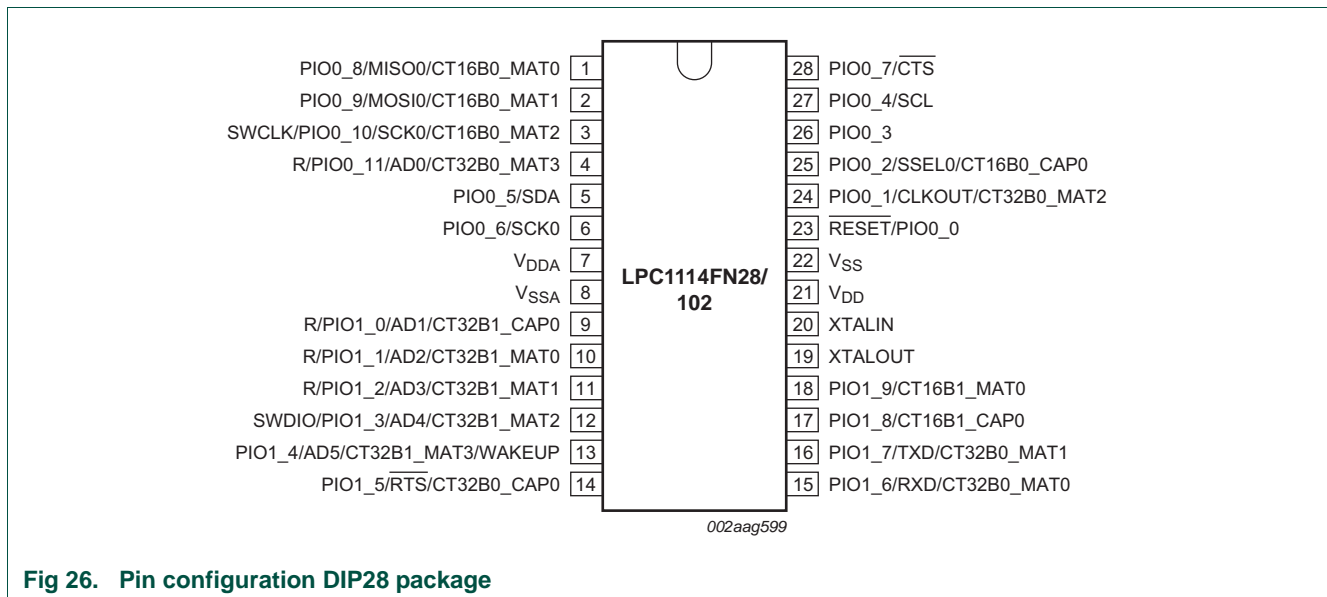 PIO0_8/MISO0/CT16B0_MAT0 1
28 PIO0_7/CTS
PIO0_9/MOSI0/CT16B0_MAT1 2
27 PIO0_4/SCL
SWCLK/PIO0_10/SCK0/CT16B0_MAT2 3
26 PIO0_3
R/PIO0_11/AD0/CT32B0_MAT3 4
25 PIO0_2/SSEL0/CT16B0_CAP0
PIO0_5/SDA 5
24 PIO0_1/CLKOUT/CT32B0_MAT2
PIO0_6/SCK0 6
23 RESET/PIO0_0
VDDA 7
LPC1114FN28/
102
22 VSS
VSSA 8
21 VDD
R/PIO1_0/AD1/CT32B1_CAP0 9
20 XTALIN
R/PIO1_1/AD2/CT32B1_MAT0 10
19 XTALOUT
R/PIO1_2/AD3/CT32B1_MAT1 11
18 PIO1_9/CT16B1_MAT0
SWDIO/PIO1_3/AD4/CT32B1_MAT2 12
17 PIO1_8/CT16B1_CAP0
PIO1_4/AD5/CT32B1_MAT3/WAKEUP 13
16 PIO1_7/TXD/CT32B0_MAT1
PIO1_5/RTS/CT32B0_CAP0 14
15 PIO1_6/RXD/CT32B0_MAT0
002aag599
Fig 26. Pin configuration DIP28 package